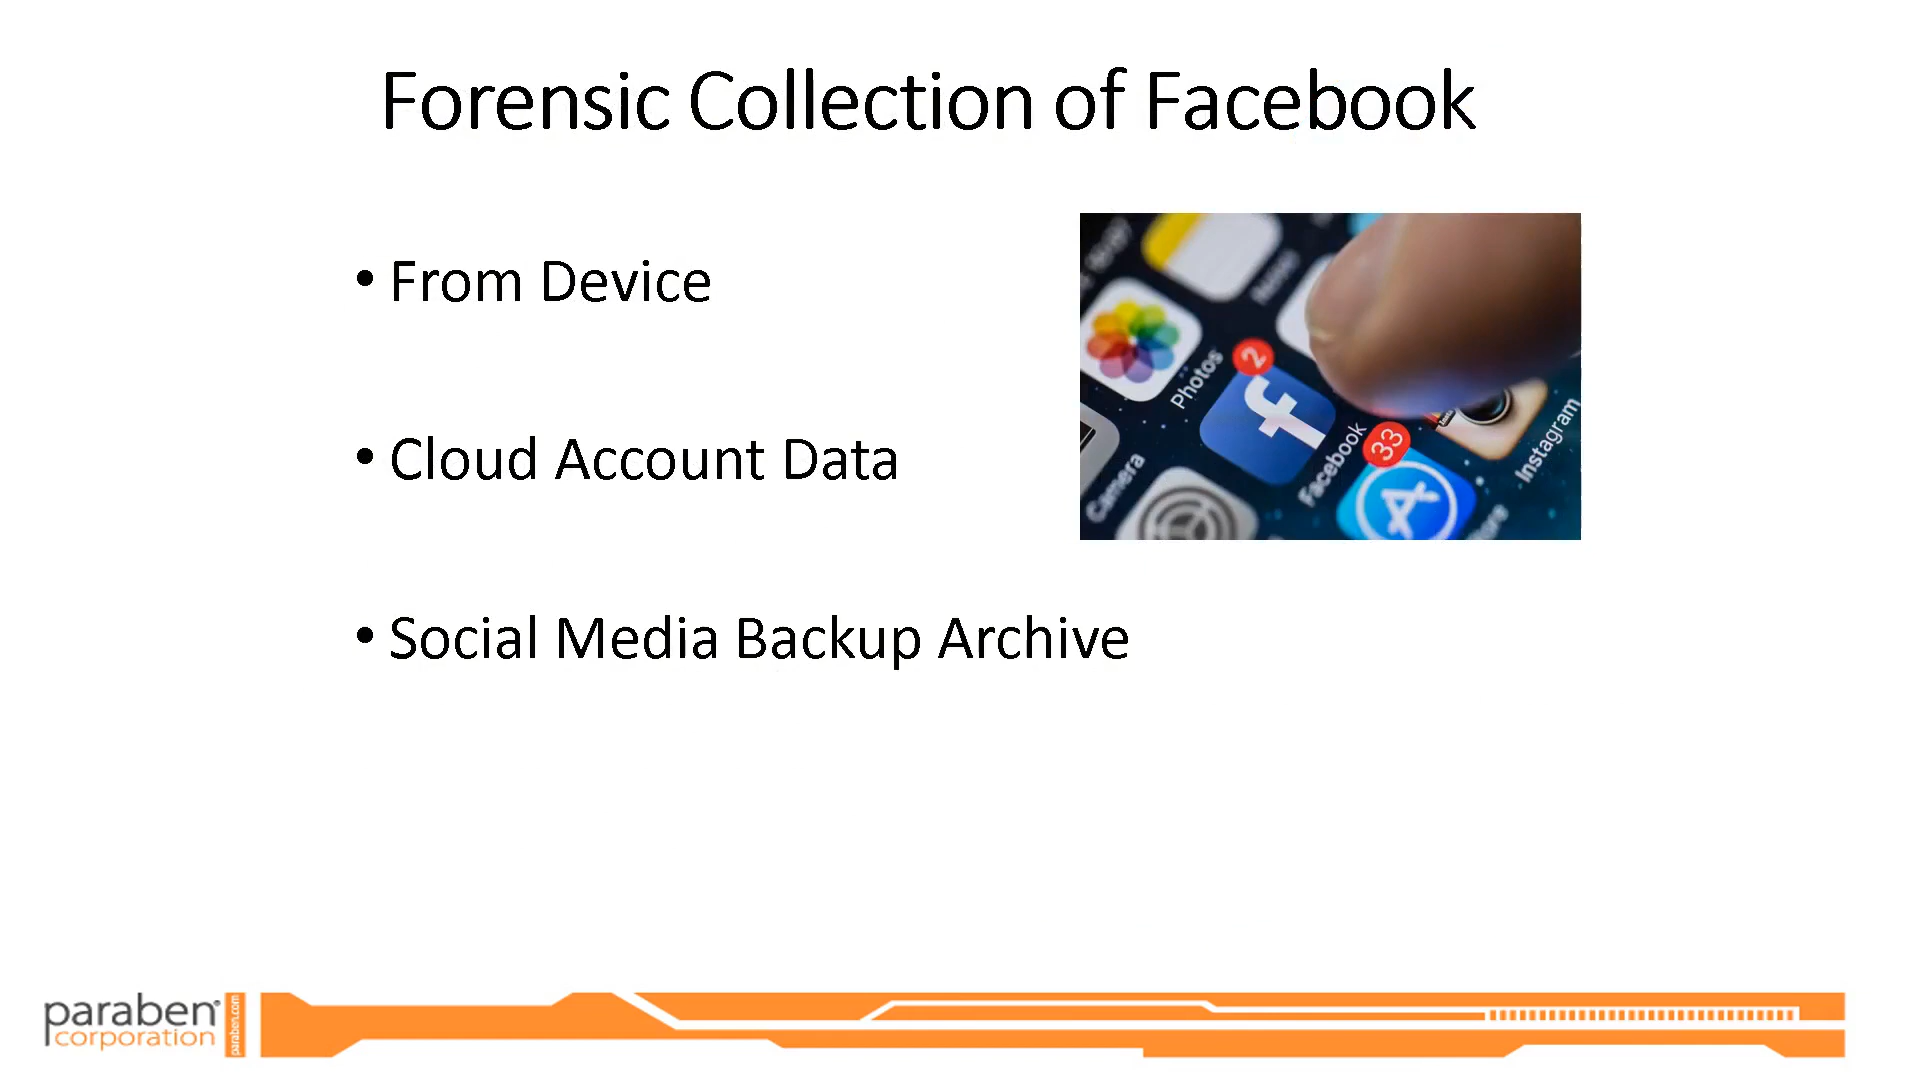 Forensic Collection of Facebook
• From Device
• Cloud Account Data
• Social Media Backup Archive
Photos
2
Facebook
33
Instagram
Camera
paraben®
corporation
paraben.com